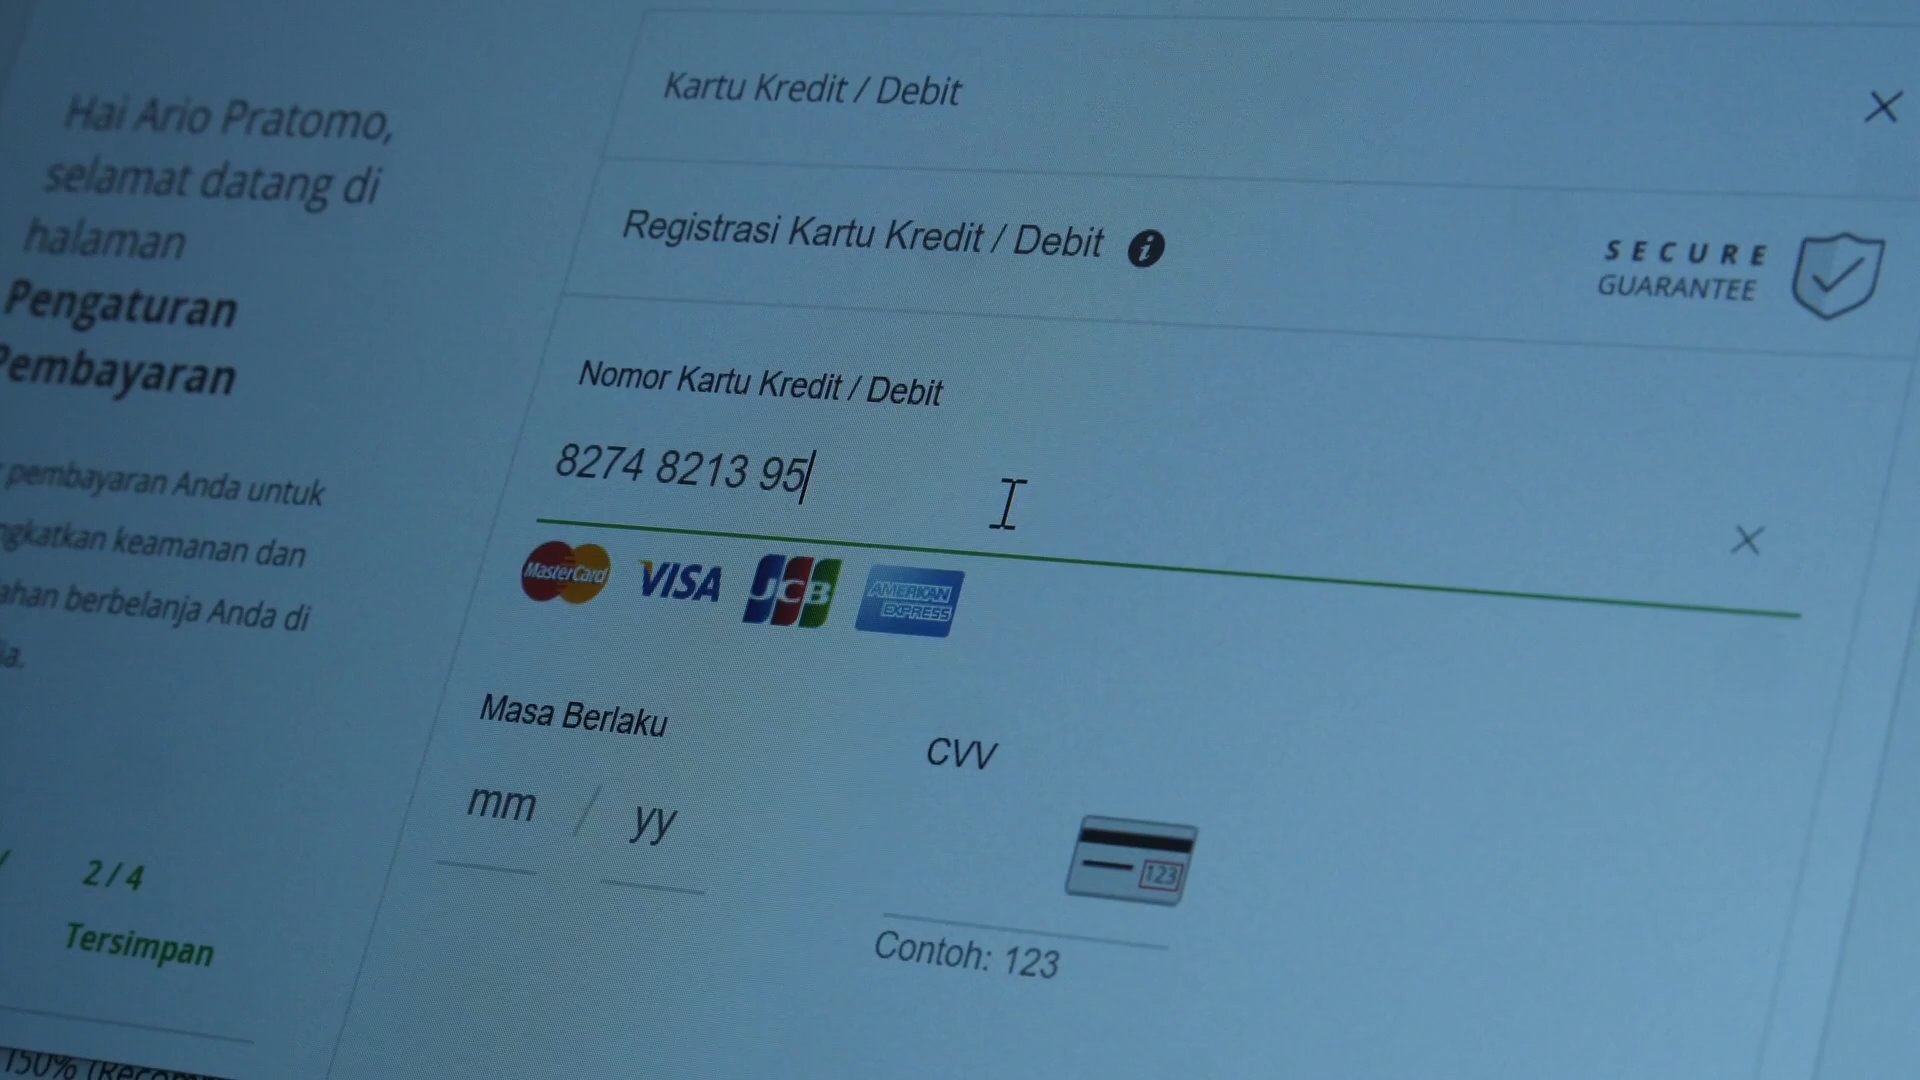 Hai Ario Pratomo,
selamat datang di
halaman
Pengaturan
Pembayaran
pembayaran Anda untuk
keamanan dan
berbelanja Anda di
2 / 4
Tersimpan
150%
Kartu Kredit / Debit
Registrasi Kartu Kredit / Debit
SECURE
GUARANTEE
Nomor Kartu Kredit / Debit
8274 8213 95
MasterCard VISA JCB AMERICAN EXPRESS
Masa Berlaku
mm / yy
CVV
123
Contoh: 123